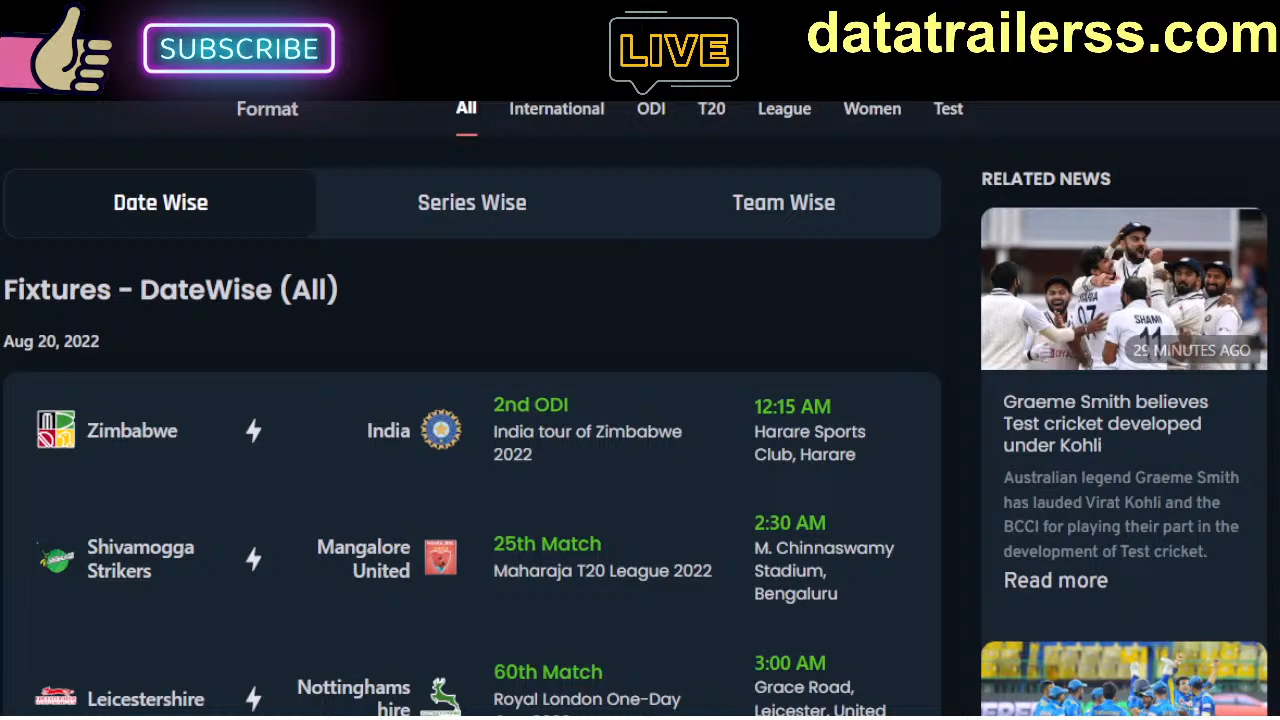 SUBSCRIBE
LIVE
datatrailerss.com
Format
All
International
ODI
T20
League
Women
Test
Date Wise
Series Wise
Team Wise
RELATED NEWS
Fixtures - DateWise (All)
Aug 20, 2022
Zimbabwe
India
2nd ODI
India tour of Zimbabwe
2022
12:15 AM
Harare Sports
Club, Harare
Shivamogga
Strikers
Mangalore
United
25th Match
Maharaja T20 League 2022
2:30 AM
M. Chinnaswamy
Stadium,
Bengaluru
Leicestershire
Nottinghams
hire
60th Match
Royal London One-Day
3:00 AM
Grace Road,
Leicester, United
SHAMI
11
29 MINUTES AGO
Graeme Smith believes
Test cricket developed
under Kohli
Australian legend Graeme Smith
has lauded Virat Kohli and the
BCCI for playing their part in the
development of Test cricket.
Read more